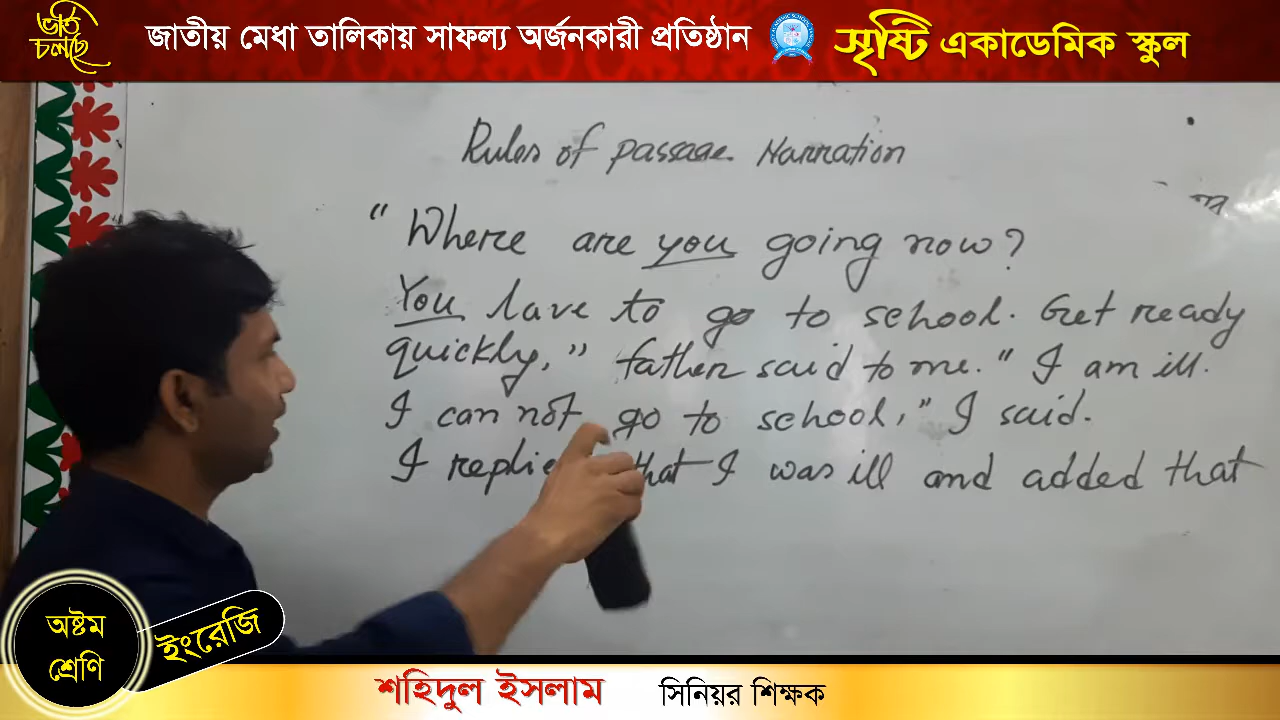 ভর্তি চলছে
জাতীয় মেধা তালিকায় সাফল্য অর্জনকারী প্রতিষ্ঠান সৃষ্টি একাডেমিক স্কুল
Rules of passage Narration
"Where are you going now?
You have to go to school. Get ready
quickly," father said to me. "I am ill.
I can not go to school," I said.
I that I was ill and added that
অষ্টম শ্রেণি
ইংরেজি
শহিদুল ইসলাম সিনিয়র শিক্ষক